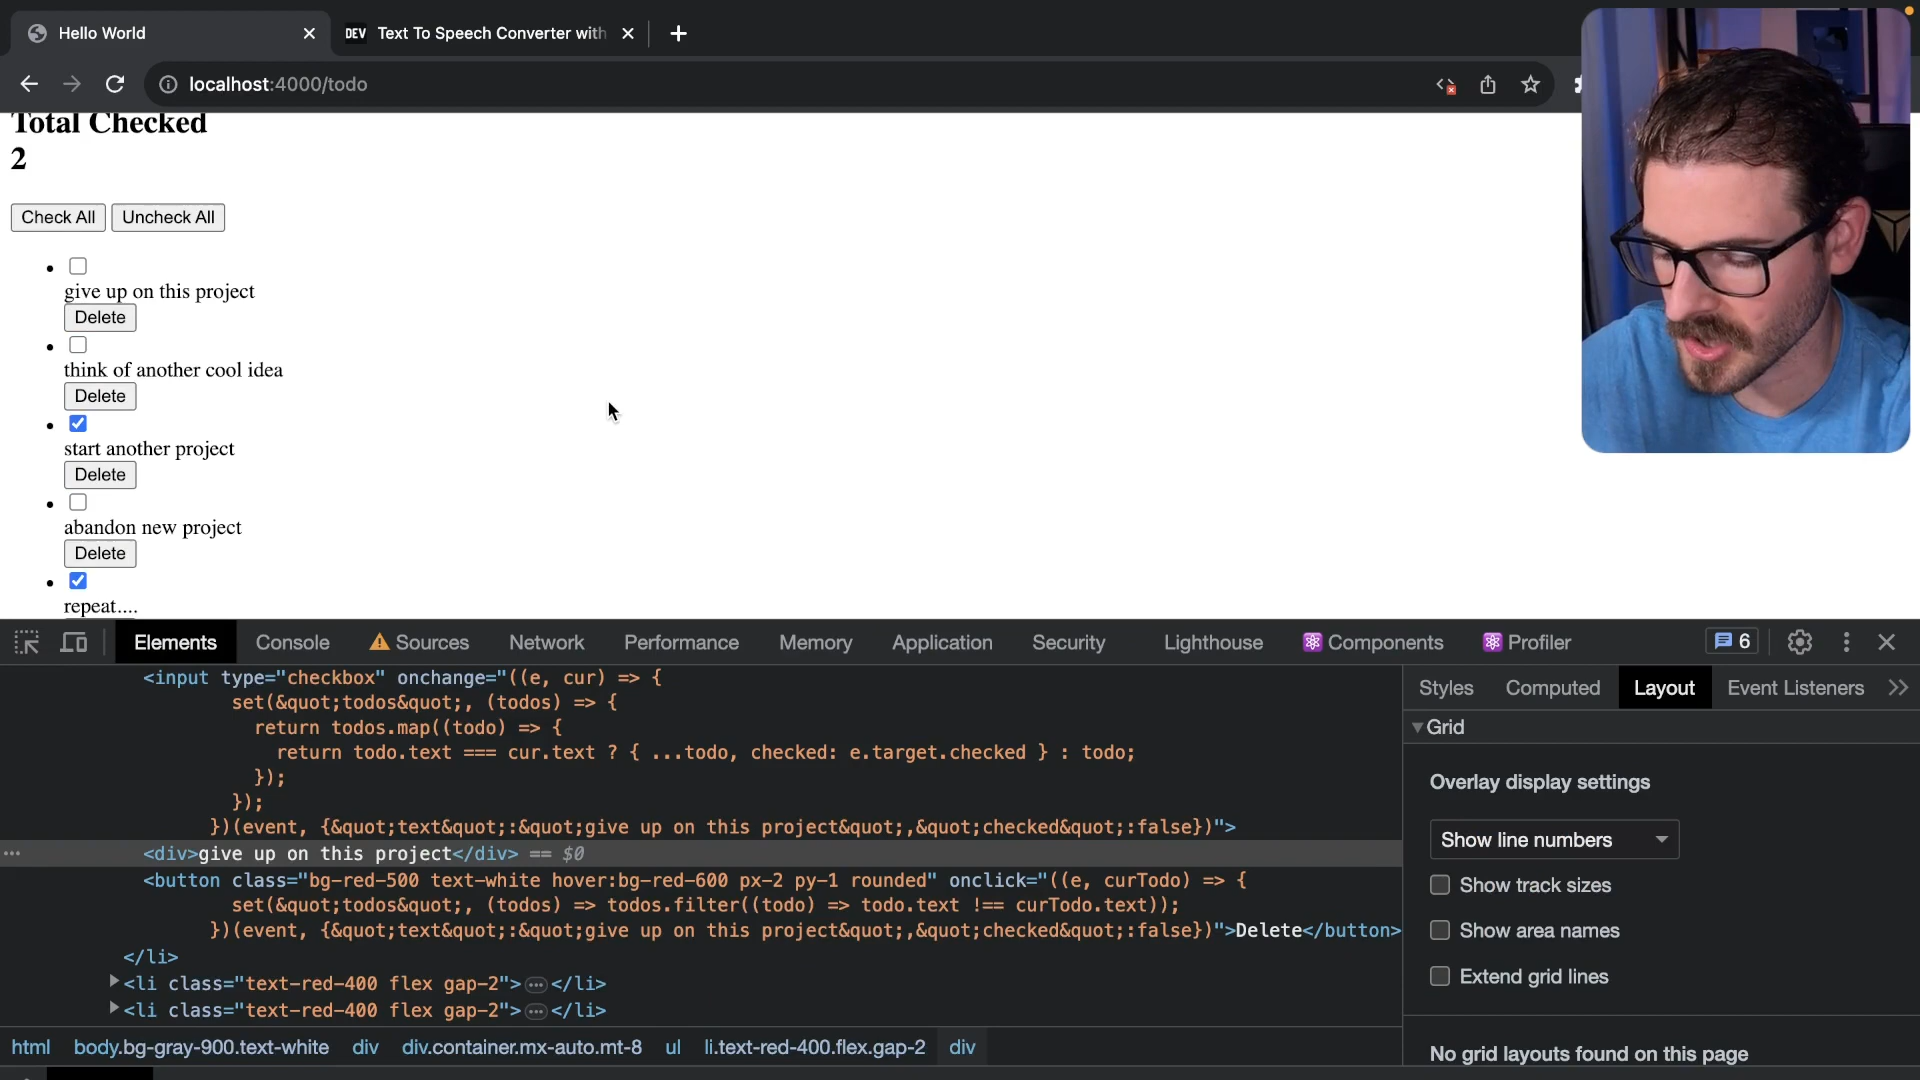 Hello World
DEV Text To Speech Converter with
localhost:4000/todo
Total Checked
2
Check All Uncheck All
give up on this project
Delete
think of another cool idea
Delete
start another project
Delete
abandon new project
Delete
repeat....
Elements Console Sources Network Performance Memory Application Security Lighthouse Components Profiler 6
<input type="checkbox" onchange="((e, cur) => {
set(&quot;todos&quot;, (todos) => {
return todos.map((todo) => {
return todo.text === cur.text ? { ...todo, checked: e.target.checked } : todo;
});
});
})(event, {&quot;text&quot;:&quot;give up on this project&quot;,&quot;checked&quot;:false})">
<div>give up on this project</div> == $0
<button class="bg-red-500 text-white hover:bg-red-600 px-2 py-1 rounded" onclick="((e, curTodo) => {
set(&quot;todos&quot;, (todos) => todos.filter((todo) => todo.text !== curTodo.text));
})(event, {&quot;text&quot;:&quot;give up on this project&quot;,&quot;checked&quot;:false})">Delete</button>
</li>
<li class="text-red-400 flex gap-2">…</li>
<li class="text-red-400 flex gap-2">…</li>
html body.bg-gray-900.text-white div div.container.mx-auto.mt-8 ul li.text-red-400.flex.gap-2 div
Styles Computed Layout Event Listeners
Grid
Overlay display settings
Show line numbers
Show track sizes
Show area names
Extend grid lines
No grid layouts found on this page